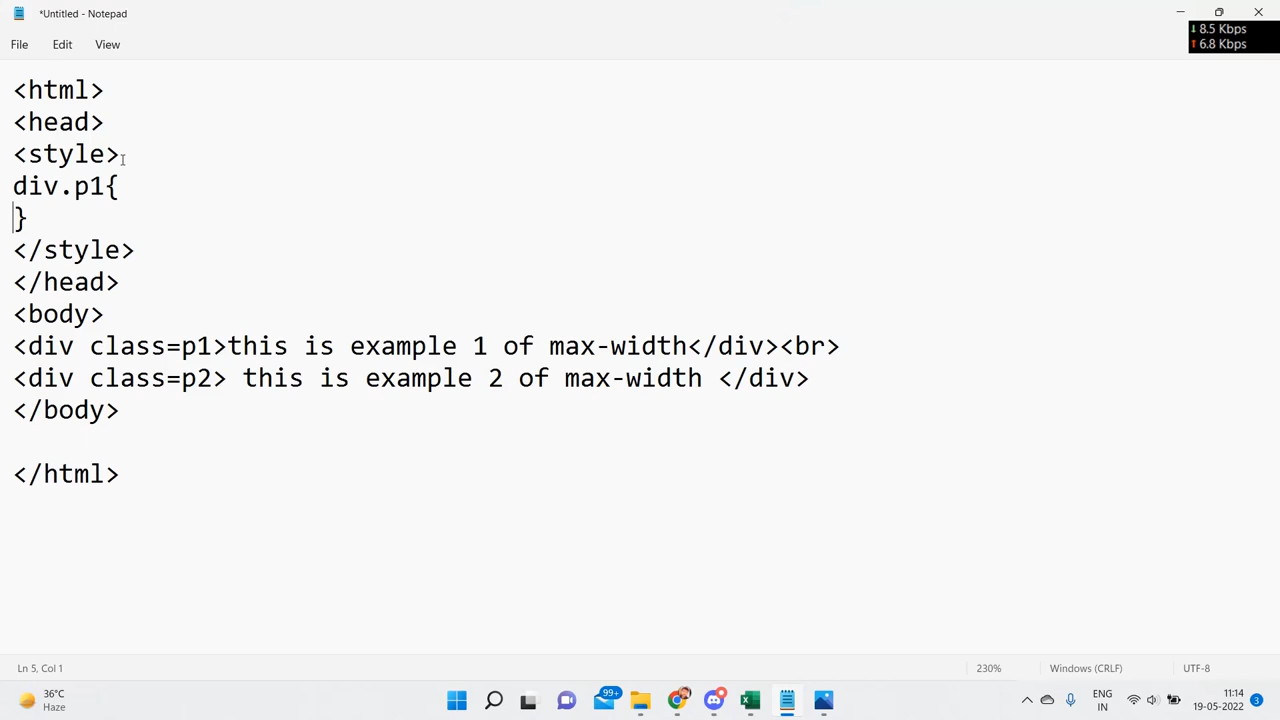 *Untitled - Notepad
↓ 8.5 Kbps
↑ 6.8 Kbps
File Edit View
<html>
<head>
<style>
div.p1{
}
</style>
</head>
<body>
<div class=p1>this is example 1 of max-width</div><br>
<div class=p2> this is example 2 of max-width </div>
</body>
</html>
Ln 5, Col 1 230% Windows (CRLF) UTF-8
36°C
Haze
99+
ENG
IN
11:14
19-05-2022
3